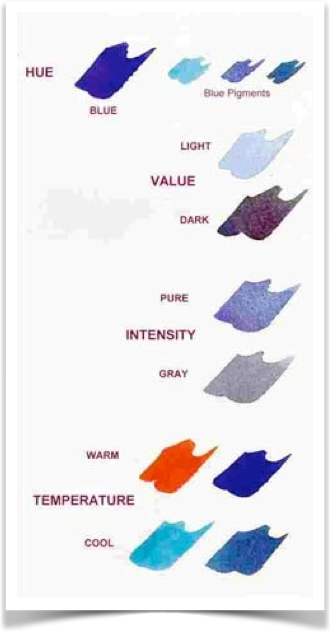 HUE
BLUE
Blue Pigments
LIGHT
VALUE
DARK
PURE
INTENSITY
GRAY
WARM
TEMPERATURE
COOL